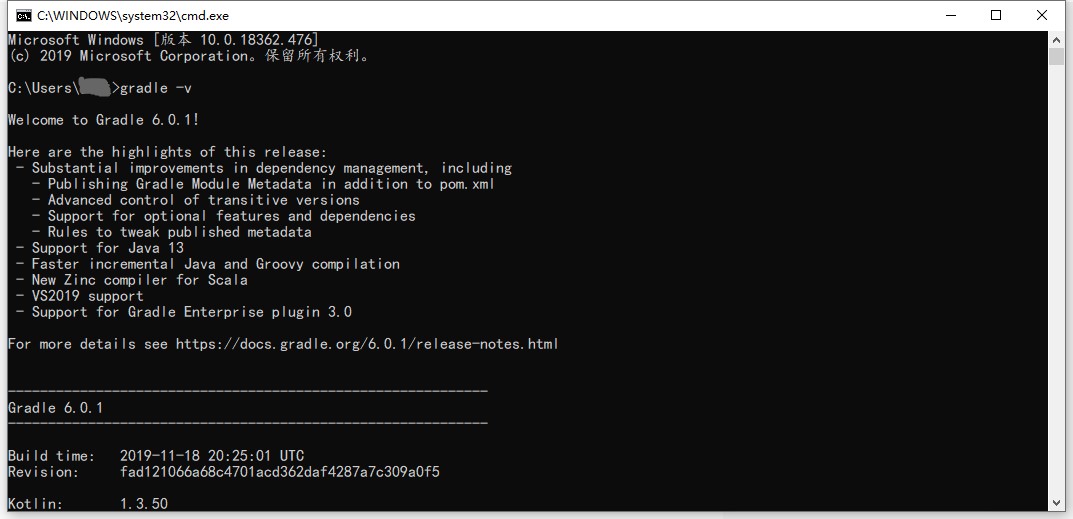 C:\WINDOWS\system32\cmd.exe
Microsoft Windows [版本 10.0.18362.476]
(c) 2019 Microsoft Corporation。保留所有权利。
C:\Users\ >gradle -v
Welcome to Gradle 6.0.1!
Here are the highlights of this release:
 - Substantial improvements in dependency management, including
   - Publishing Gradle Module Metadata in addition to pom.xml
   - Advanced control of transitive versions
   - Support for optional features and dependencies
   - Rules to tweak published metadata
 - Support for Java 13
 - Faster incremental Java and Groovy compilation
 - New Zinc compiler for Scala
 - VS2019 support
 - Support for Gradle Enterprise plugin 3.0
For more details see https://docs.gradle.org/6.0.1/release-notes.html
------------------------------------------------------------
Gradle 6.0.1
------------------------------------------------------------
Build time:   2019-11-18 20:25:01 UTC
Revision:     fad121066a68c4701acd362daf4287a7c309a0f5
Kotlin:       1.3.50